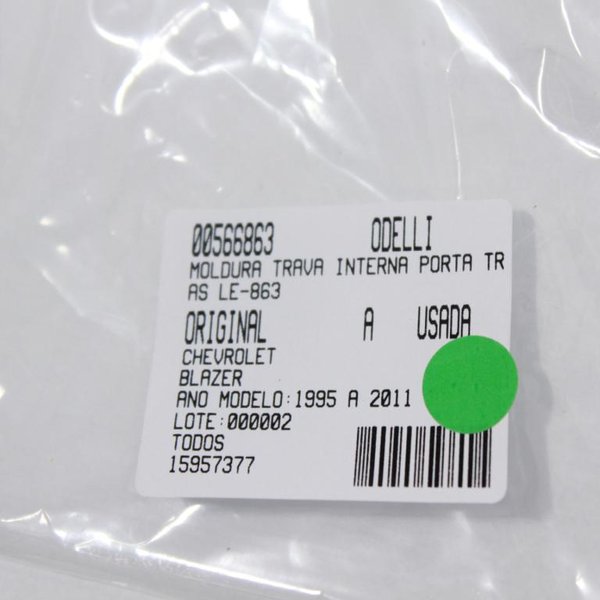 00566863 ODELLI
MOLDURA TRAVA INTERNA PORTA TR
AS LE-863
ORIGINAL A USADA
CHEVROLET
BLAZER
ANO MODELO:1995 A 2011
LOTE:000002
TODOS
15957377